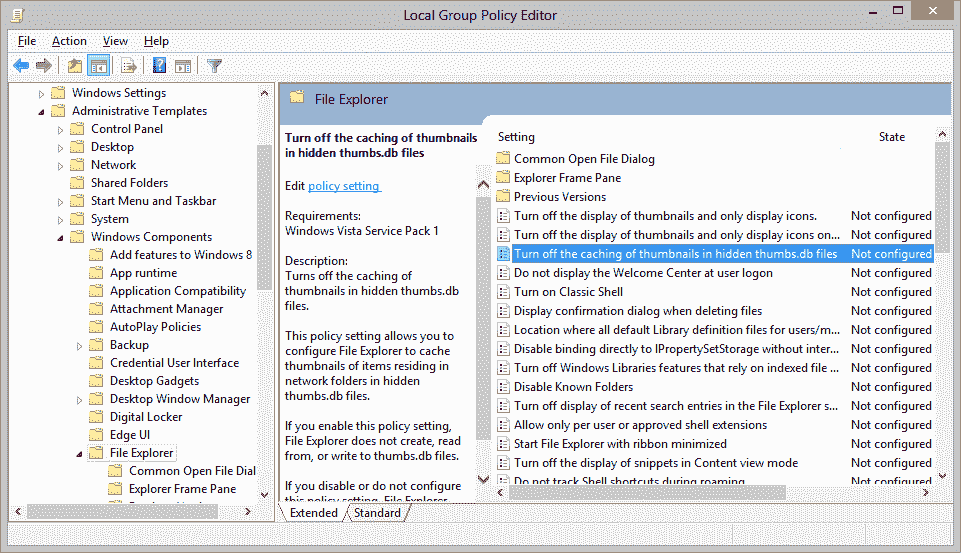 Local Group Policy Editor
File Action View Help
Windows Settings
Administrative Templates
Control Panel
Desktop
Network
Shared Folders
Start Menu and Taskbar
System
Windows Components
Add features to Windows 8
App runtime
Application Compatibility
Attachment Manager
AutoPlay Policies
Backup
Credential User Interface
Desktop Gadgets
Desktop Window Manager
Digital Locker
Edge UI
File Explorer
Common Open File Dial
Explorer Frame Pane
File Explorer
Turn off the caching of thumbnails
in hidden thumbs.db files
Edit policy setting
Requirements:
Windows Vista Service Pack 1
Description:
Turns off the caching of
thumbnails in hidden thumbs.db
files.
This policy setting allows you to
configure File Explorer to cache
thumbnails of items residing in
network folders in hidden
thumbs.db files.
If you enable this policy setting,
File Explorer does not create, read
from, or write to thumbs.db files.
If you disable or do not configure
this policy setting, File Explorer
Setting State
Common Open File Dialog
Explorer Frame Pane
Previous Versions
Turn off the display of thumbnails and only display icons. Not configured
Turn off the display of thumbnails and only display icons on... Not configured
Turn off the caching of thumbnails in hidden thumbs.db files Not configured
Do not display the Welcome Center at user logon Not configured
Turn on Classic Shell Not configured
Display confirmation dialog when deleting files Not configured
Location where all default Library definition files for users/m... Not configured
Disable binding directly to IPropertySetStorage without inter... Not configured
Turn off Windows Libraries features that rely on indexed file ... Not configured
Disable Known Folders Not configured
Turn off display of recent search entries in the File Explorer s... Not configured
Allow only per user or approved shell extensions Not configured
Start File Explorer with ribbon minimized Not configured
Turn off the display of snippets in Content view mode Not configured
Do not track Shell shortcuts during roaming Not configured
Extended Standard